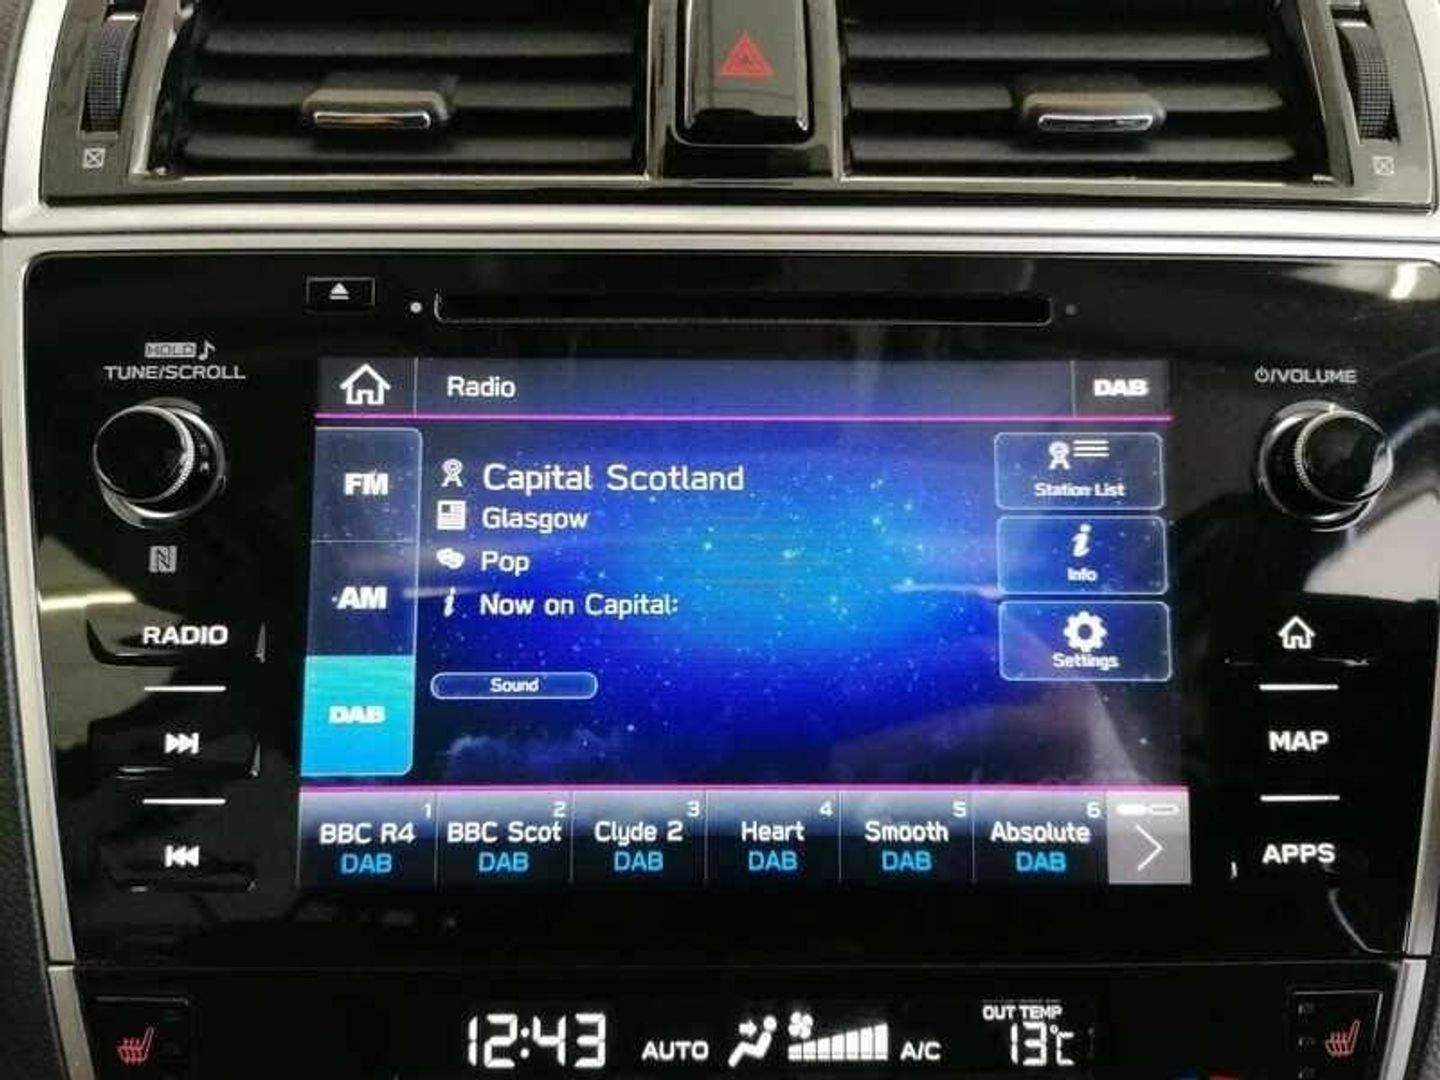 HOLD
TUNE/SCROLL
/VOLUME
Radio
DAB
FM
AM
DAB
Capital Scotland
Glasgow
Pop
i Now on Capital:
Sound
Station List
i
Info
Settings
RADIO
MAP
APPS
1 2 3 4 5 6
BBC R4 BBC Scot Clyde 2 Heart Smooth Absolute
DAB DAB DAB DAB DAB DAB
12:43 AUTO A/C
OUT TEMP
13°C